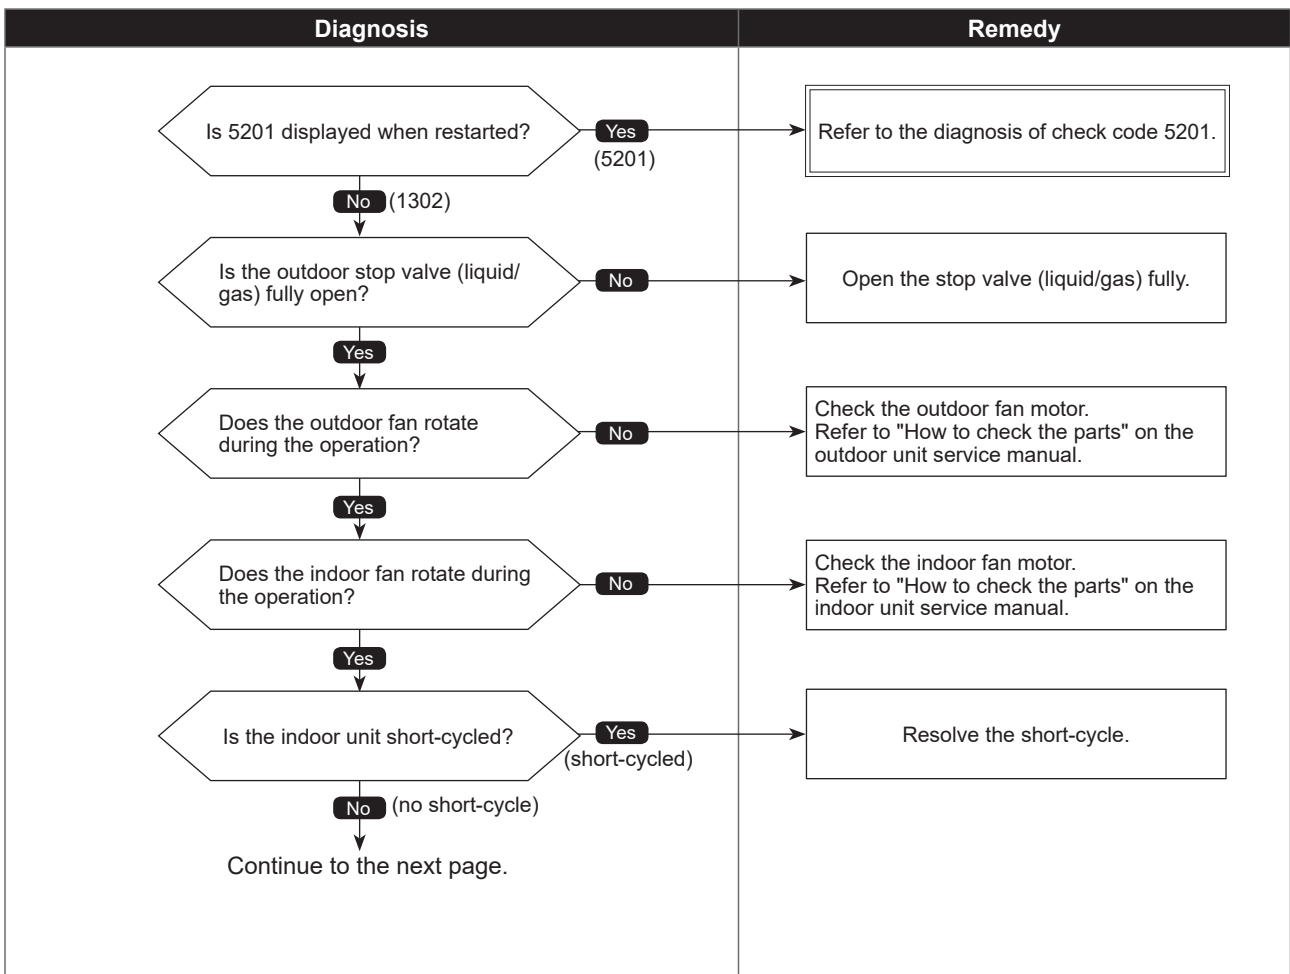 Diagnosis
Remedy
Is 5201 displayed when restarted?
Yes
(5201)
Refer to the diagnosis of check code 5201.
No
(1302)
Is the outdoor stop valve (liquid/
gas) fully open?
No
Open the stop valve (liquid/gas) fully.
Yes
Does the outdoor fan rotate
during the operation?
No
Check the outdoor fan motor.
Refer to "How to check the parts" on the
outdoor unit service manual.
Yes
Does the indoor fan rotate during
the operation?
No
Check the indoor fan motor.
Refer to "How to check the parts" on the
indoor unit service manual.
Yes
Is the indoor unit short-cycled?
Yes
(short-cycled)
Resolve the short-cycle.
No
(no short-cycle)
Continue to the next page.